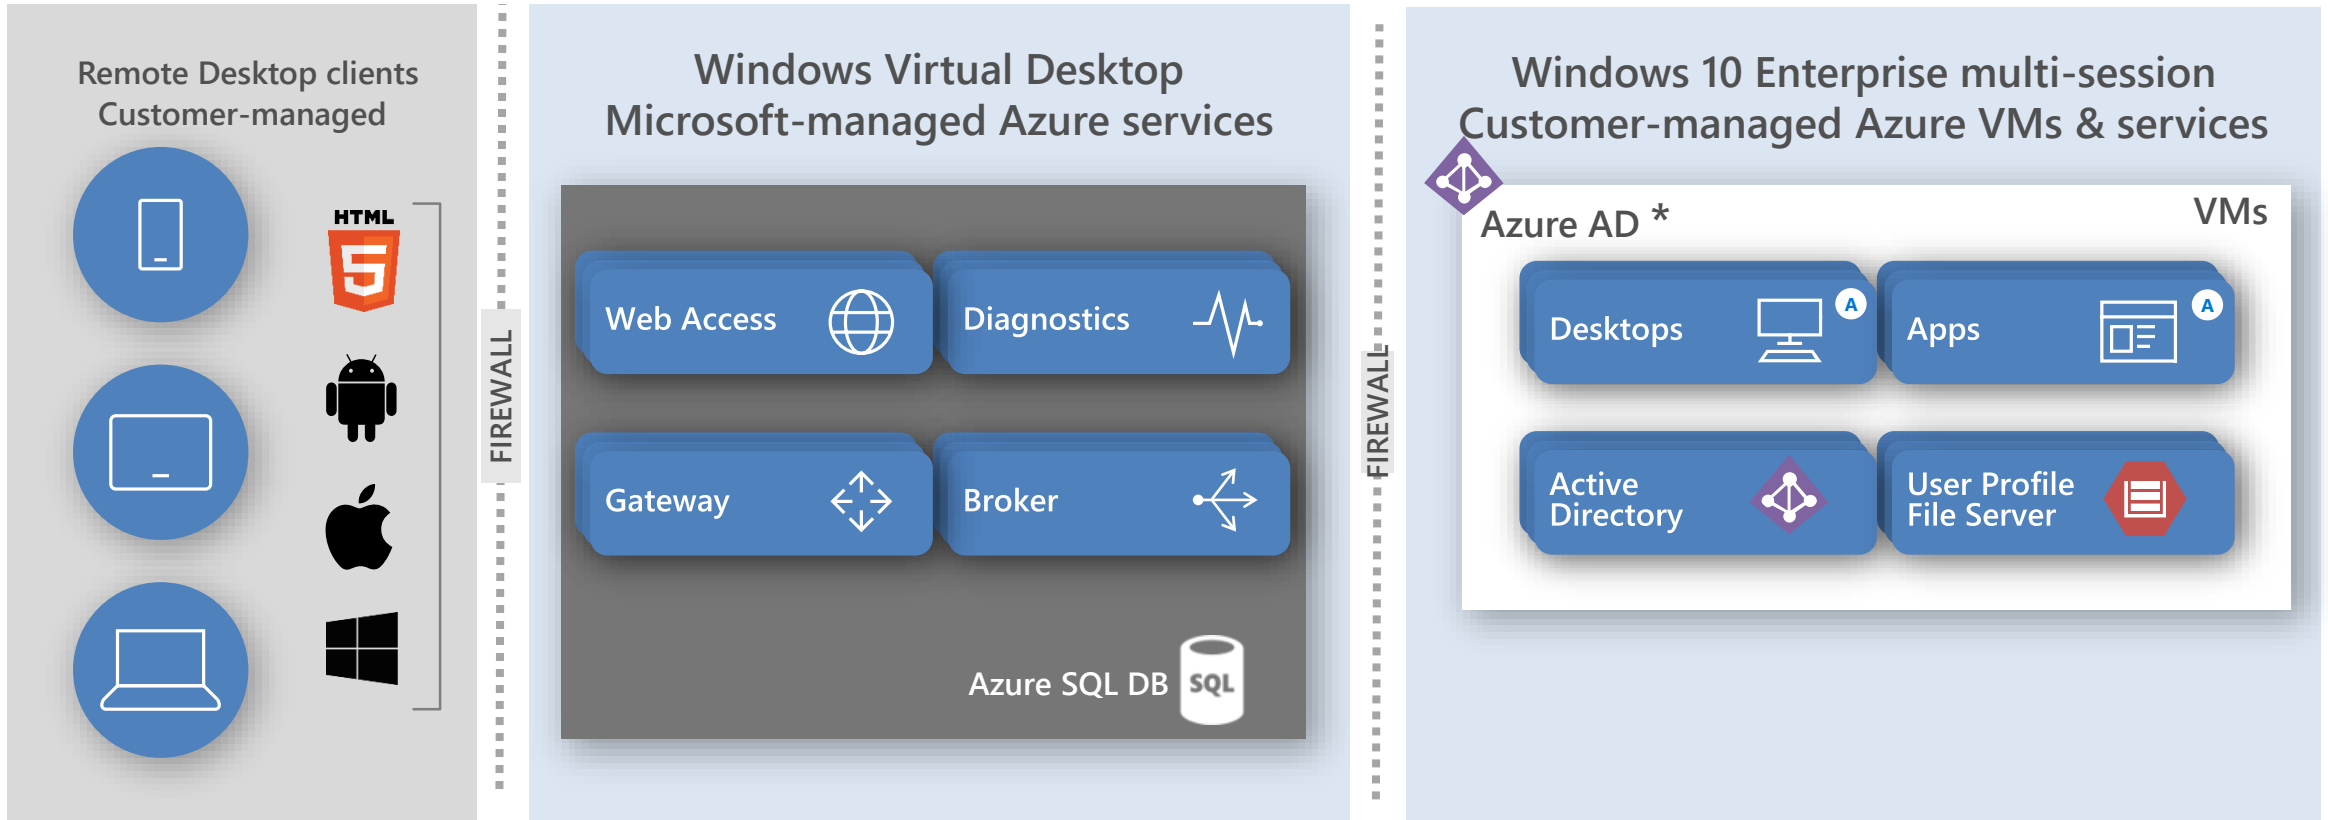 Remote Desktop clients
Customer-managed
HTML
5
FIREWALL
Windows Virtual Desktop
Microsoft-managed Azure services
Web Access
Diagnostics
Gateway
Broker
Azure SQL DB
SQL
FIREWALL
Windows 10 Enterprise multi-session
Customer-managed Azure VMs & services
Azure AD *
VMs
Desktops
A
Apps
A
Active
Directory
User Profile
File Server